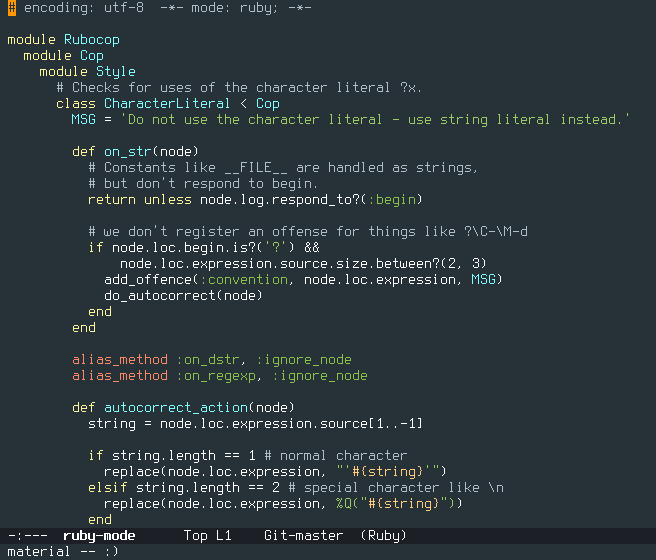 # encoding: utf-8  -*- mode: ruby; -*-

module Rubocop
  module Cop
    module Style
      # Checks for uses of the character literal ?x.
      class CharacterLiteral < Cop
        MSG = 'Do not use the character literal - use string literal instead.'

        def on_str(node)
          # Constants like __FILE__ are handled as strings,
          # but don't respond to begin.
          return unless node.log.respond_to?(:begin)

          # we don't register an offense for things like ?\C-\M-d
          if node.loc.begin.is?('?') &&
              node.loc.expression.source.size.between?(2, 3)
            add_offence(:convention, node.loc.expression, MSG)
            do_autocorrect(node)
          end
        end

        alias_method :on_dstr, :ignore_node
        alias_method :on_regexp, :ignore_node

        def autocorrect_action(node)
          string = node.loc.expression.source[1..-1]

          if string.length == 1 # normal character
            replace(node.loc.expression, "'#{string}'")
          elsif string.length == 2 # special character like \n
            replace(node.loc.expression, %Q("#{string}"))
          end
-:---  ruby-mode      Top L1    Git-master  (Ruby)
material -- :)